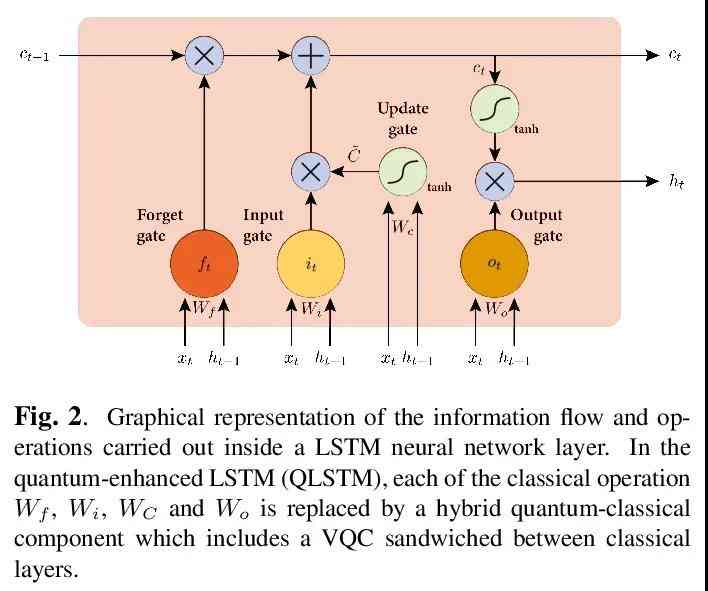 c_{t−1}
c_t
c_t
tanh
Update
gate
C̃
tanh
h_t
Forget
gate
Input
gate
W_c
Output
gate
f_t
i_t
o_t
W_f
W_i
W_o
x_t h_{t−1}
x_t h_{t−1}
x_t h_{t−1}
x_t h_{t−1}
Fig. 2. Graphical representation of the information flow and op-
erations carried out inside a LSTM neural network layer. In the
quantum-enhanced LSTM (QLSTM), each of the classical operation
W_f, W_i, W_C and W_o is replaced by a hybrid quantum-classical
component which includes a VQC sandwiched between classical
layers.